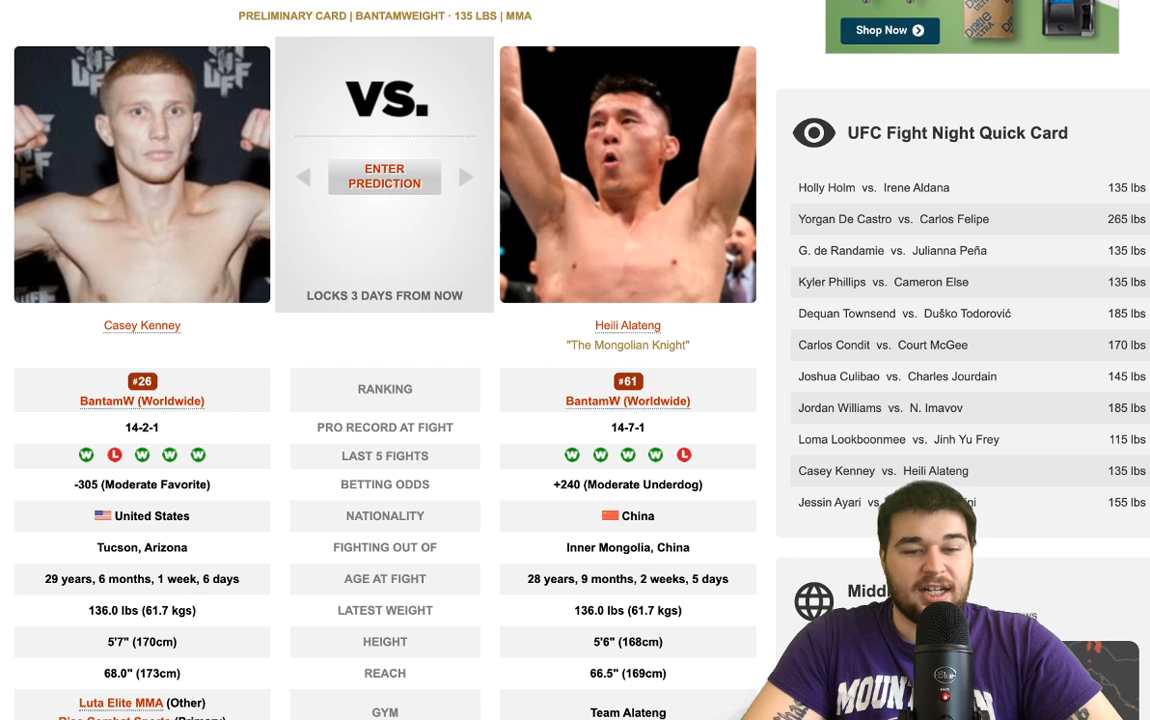 PRELIMINARY CARD | BANTAMWEIGHT · 135 LBS | MMA
Shop Now
UFC
VS.
ENTER
PREDICTION
LOCKS 3 DAYS FROM NOW
Casey Kenney
Heili Alateng
"The Mongolian Knight"
#26
BantamW (Worldwide)
RANKING
#61
BantamW (Worldwide)
14-2-1
PRO RECORD AT FIGHT
14-7-1
W L W W W
LAST 5 FIGHTS
W W W W L
-305 (Moderate Favorite)
BETTING ODDS
+240 (Moderate Underdog)
United States
NATIONALITY
China
Tucson, Arizona
FIGHTING OUT OF
Inner Mongolia, China
29 years, 6 months, 1 week, 6 days
AGE AT FIGHT
28 years, 9 months, 2 weeks, 5 days
136.0 lbs (61.7 kgs)
LATEST WEIGHT
136.0 lbs (61.7 kgs)
5'7" (170cm)
HEIGHT
5'6" (168cm)
68.0" (173cm)
REACH
66.5" (169cm)
Luta Elite MMA (Other)
GYM
Team Alateng
UFC Fight Night Quick Card
Holly Holm vs. Irene Aldana 135 lbs
Yorgan De Castro vs. Carlos Felipe 265 lbs
G. de Randamie vs. Julianna Peña 135 lbs
Kyler Phillips vs. Cameron Else 135 lbs
Dequan Townsend vs. Duško Todorović 185 lbs
Carlos Condit vs. Court McGee 170 lbs
Joshua Culibao vs. Charles Jourdain 145 lbs
Jordan Williams vs. N. Imavov 185 lbs
Loma Lookboonmee vs. Jinh Yu Frey 115 lbs
Casey Kenney vs. Heili Alateng 135 lbs
Jessin Ayari vs. 155 lbs
Blue